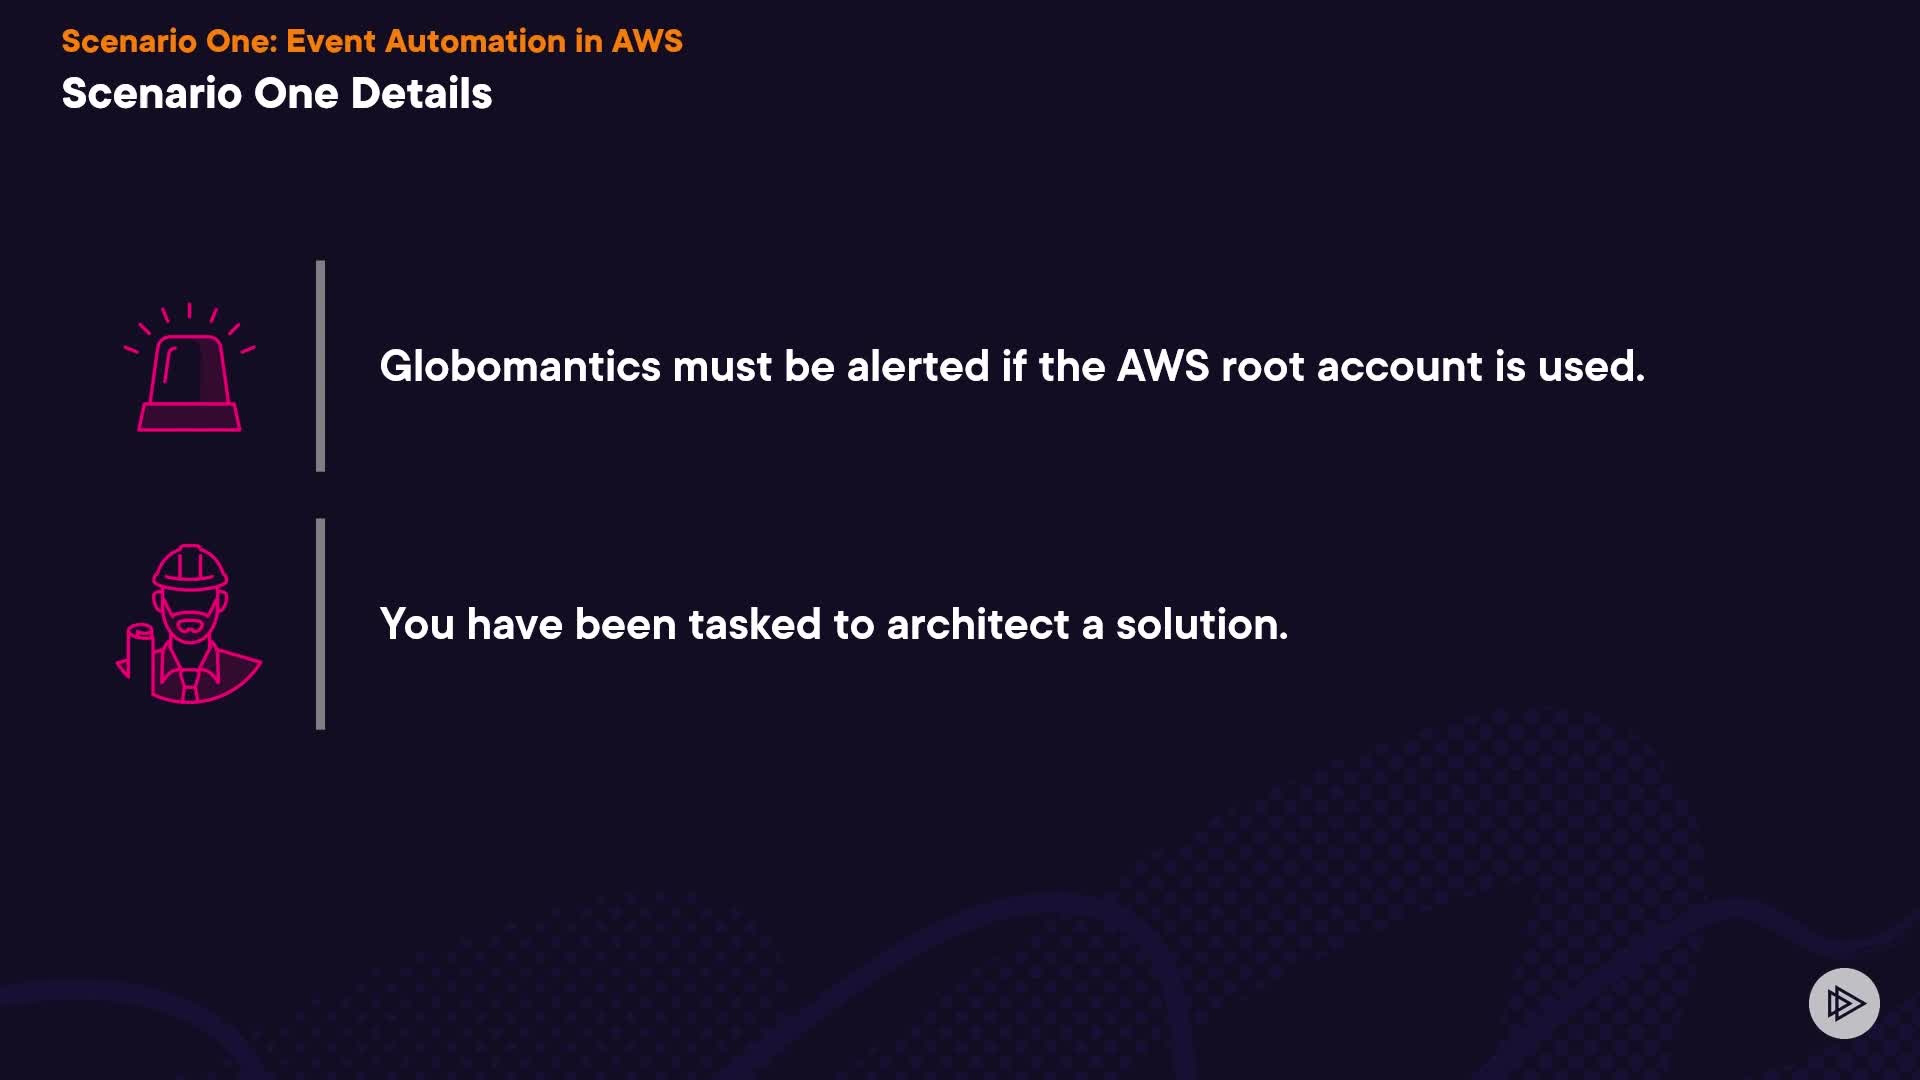 Scenario One: Event Automation in AWS
Scenario One Details
Globomantics must be alerted if the AWS root account is used.
You have been tasked to architect a solution.